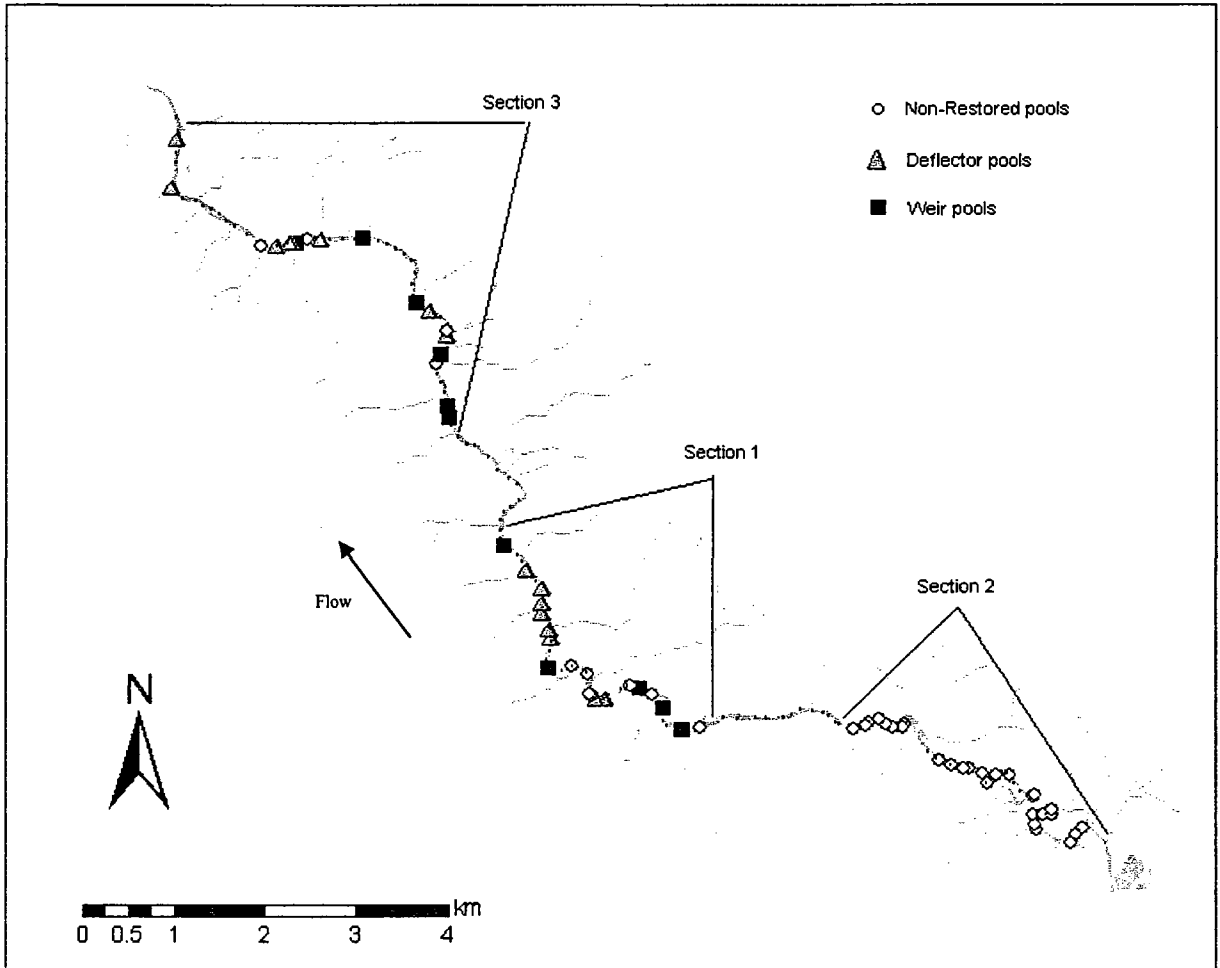 Section 3
Non-Restored pools
Deflector pools
Weir pools
Section 1
Section 2
Flow
N
km
0 0.5 1 2 3 4